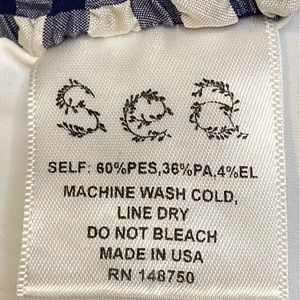 Sea
SELF: 60%PES,36%PA,4%EL
MACHINE WASH COLD,
LINE DRY
DO NOT BLEACH
MADE IN USA
RN 148750